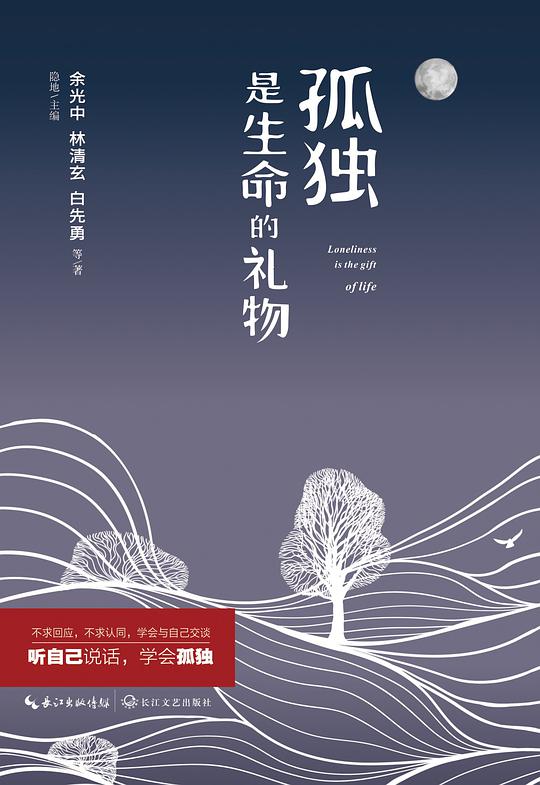 孤独
是生命的礼物
Loneliness
is the gift
of life
余光中 林清玄 白先勇 等\著
隐地\主编
不求回应，不求认同，学会与自己交谈
听自己说话，学会孤独
长江出版传媒 长江文艺出版社